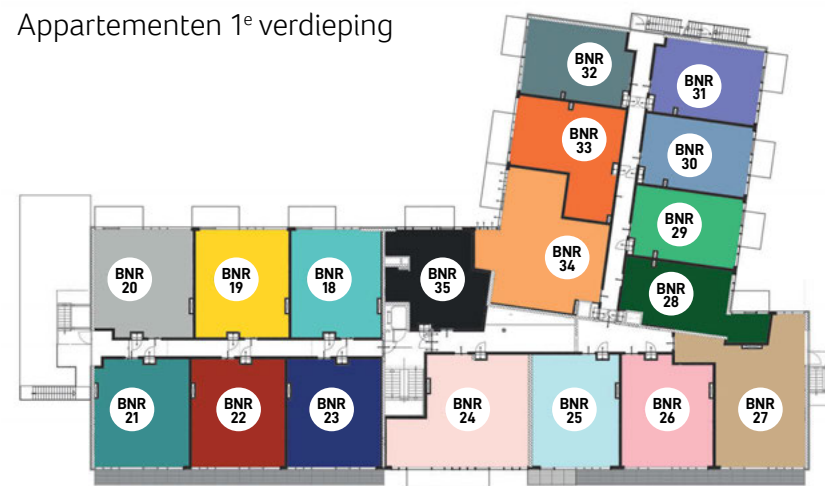 Appartementen 1e verdieping
BNR
32
BNR
31
BNR
33
BNR
30
BNR
29
BNR
34
BNR
28
BNR
20
BNR
19
BNR
18
BNR
35
BNR
21
BNR
22
BNR
23
BNR
24
BNR
25
BNR
26
BNR
27